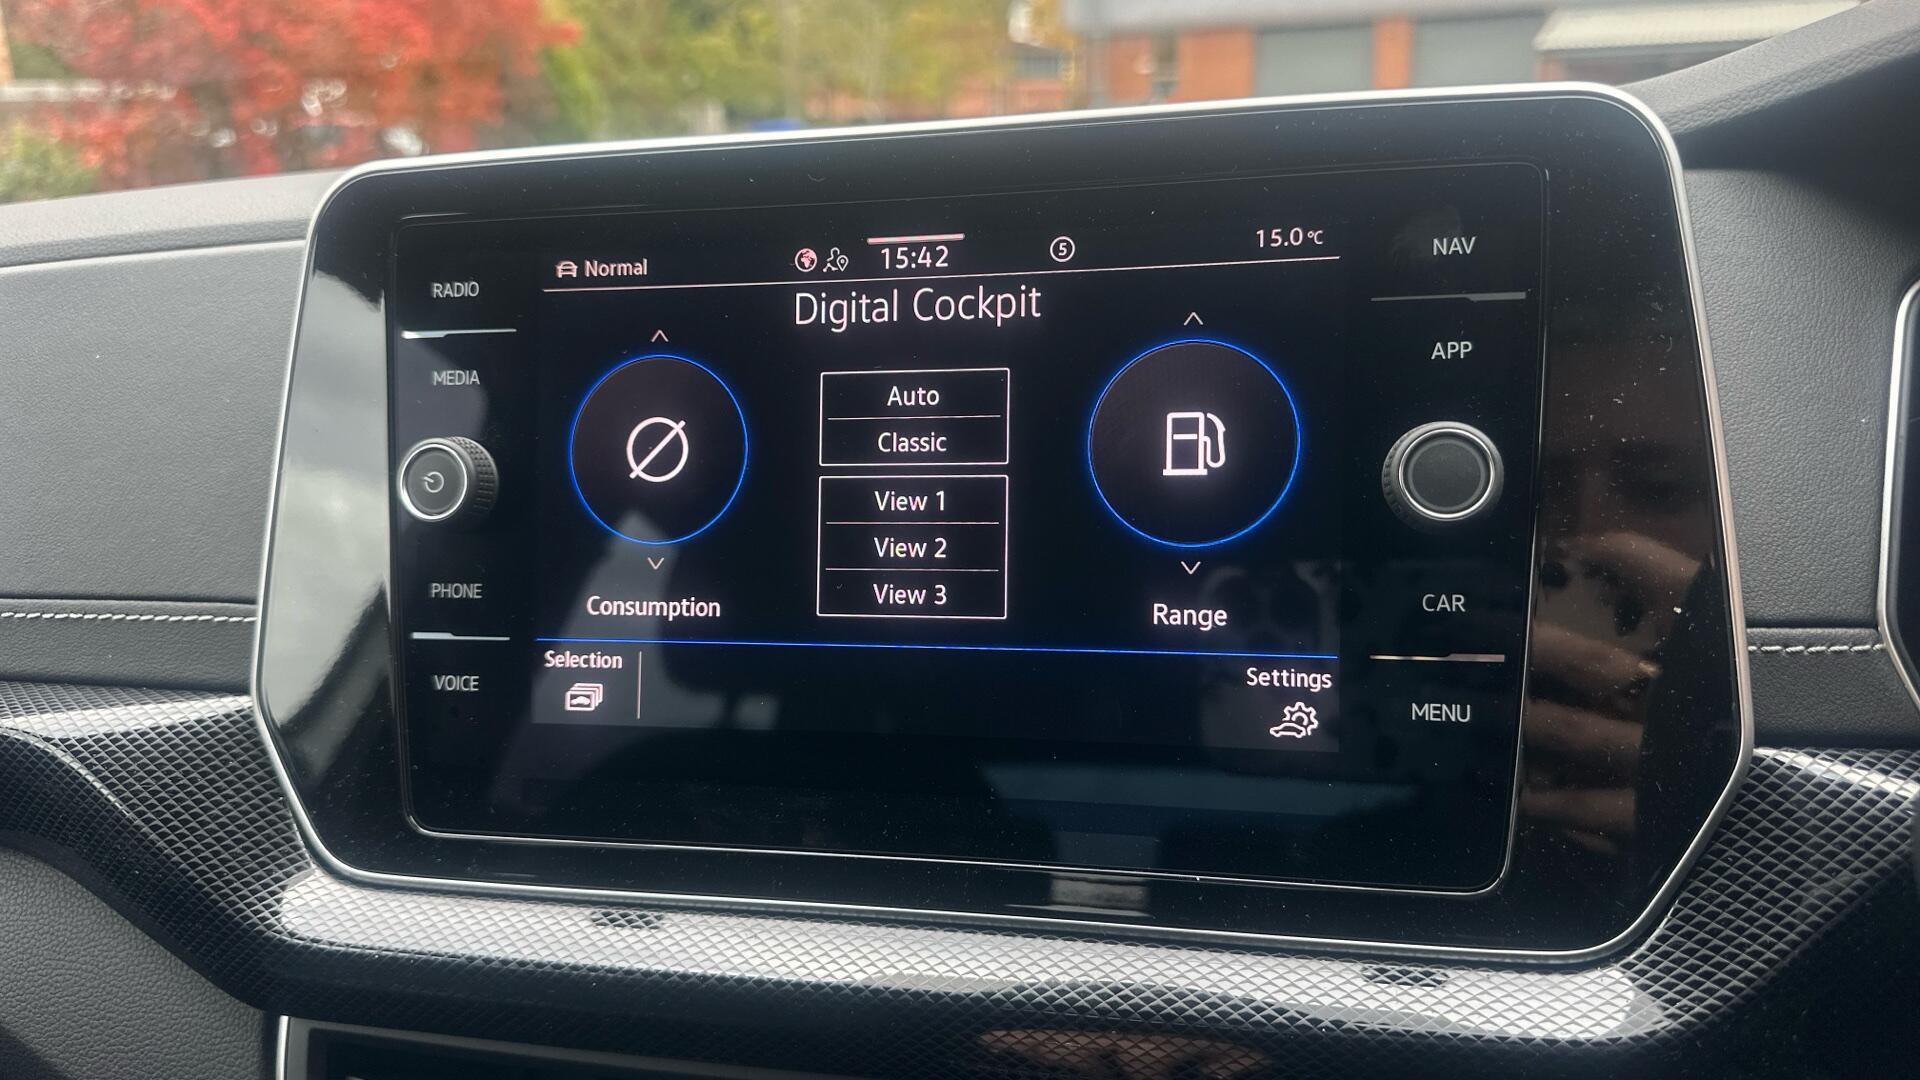 Normal
15:42
5
15.0°C
Digital Cockpit
RADIO
MEDIA
PHONE
VOICE
Consumption
Auto
Classic
View 1
View 2
View 3
Range
Selection
Settings
NAV
APP
CAR
MENU